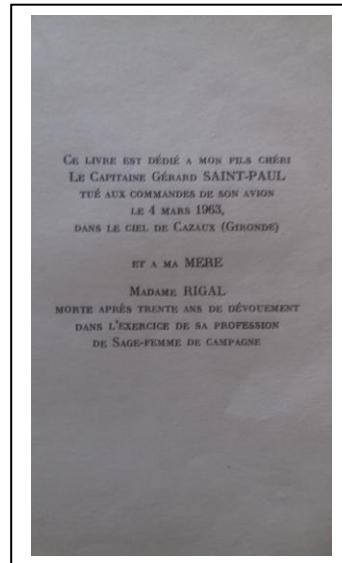 CE LIVRE EST DÉDIÉ A MON FILS CHÉRI
LE CAPITAINE GÉRARD SAINT-PAUL
TUÉ AUX COMMANDES DE SON AVION
LE 4 MARS 1963,
DANS LE CIEL DE CAZAUX (GIRONDE)
ET A MA MERE
MADAME RIGAL
MORTE APRÈS TRENTE ANS DE DÉVOUEMENT
DANS L'EXERCICE DE SA PROFESSION
DE SAGE-FEMME DE CAMPAGNE